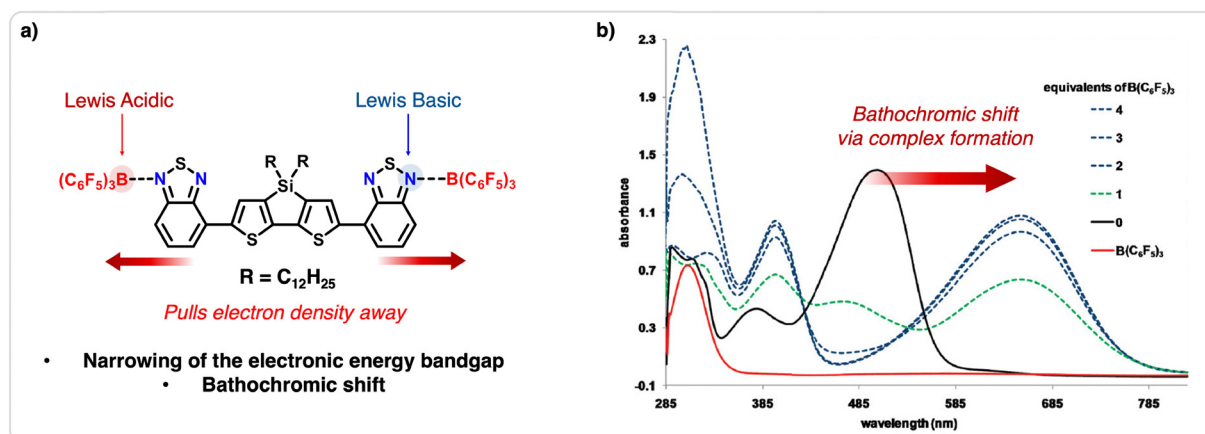 a)
Lewis Acidic
Lewis Basic
(C₆F₅)₃B
N
S
N
R
R
Si
S
S
N
S
N
B(C₆F₅)₃
R = C₁₂H₂₅
Pulls electron density away
• Narrowing of the electronic energy bandgap
• Bathochromic shift
b)
2.3
1.9
1.5
1.1
0.7
0.3
-0.1
absorbance
285
385
485
585
685
785
wavelength (nm)
Bathochromic shift
via complex formation
equivalents of B(C₆F₅)₃
4
3
2
1
0
B(C₆F₅)₃